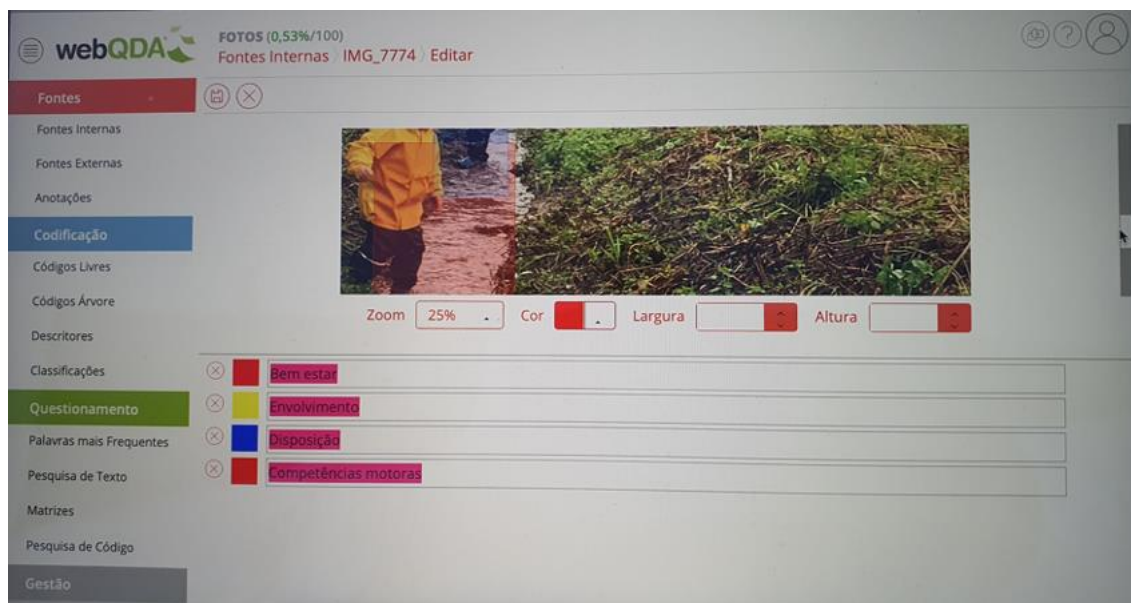 webQDA
FOTOS (0,53%/100)
Fontes Internas IMG_7774 Editar
Fontes
Fontes Internas
Fontes Externas
Anotações
Codificação
Códigos Livres
Códigos Árvore
Descritores
Classificações
Questionamento
Palavras mais Frequentes
Pesquisa de Texto
Matrizes
Pesquisa de Código
Gestão
Zoom 25% Cor Largura Altura
Bem estar
Envolvimento
Disposição
Competências motoras